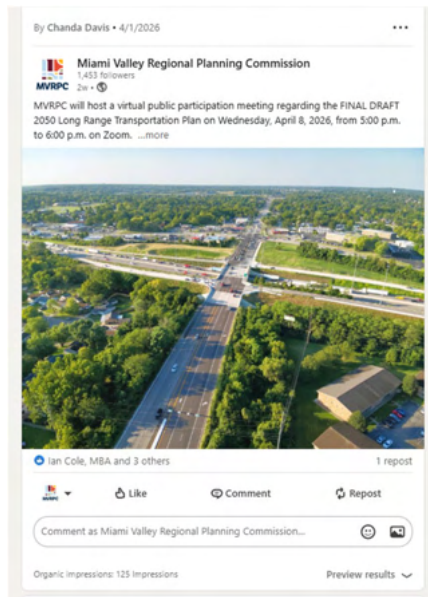 By Chanda Davis • 4/1/2026
Miami Valley Regional Planning Commission
1,453 followers
2w •
MVRPC
MVRPC will host a virtual public participation meeting regarding the FINAL DRAFT
2050 Long Range Transportation Plan on Wednesday, April 8, 2026, from 5:00 p.m.
to 6:00 p.m. on Zoom. ...more
Ian Cole, MBA and 3 others 1 repost
MVRPC Like Comment Repost
Comment as Miami Valley Regional Planning Commission...
Organic impressions: 125 Impressions Preview results